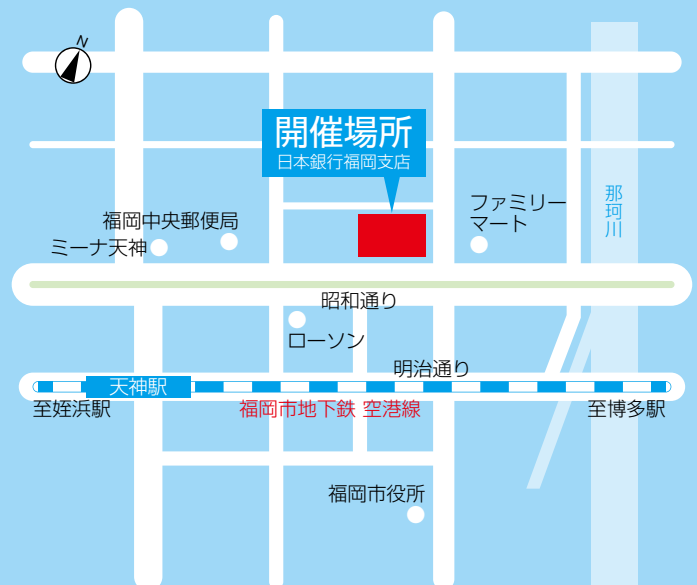 N
開催場所
日本銀行福岡支店
ファミリー
マート
那珂川
福岡中央郵便局
ミーナ天神
昭和通り
ローソン
明治通り
天神駅
至姪浜駅
福岡市地下鉄 空港線
至博多駅
福岡市役所